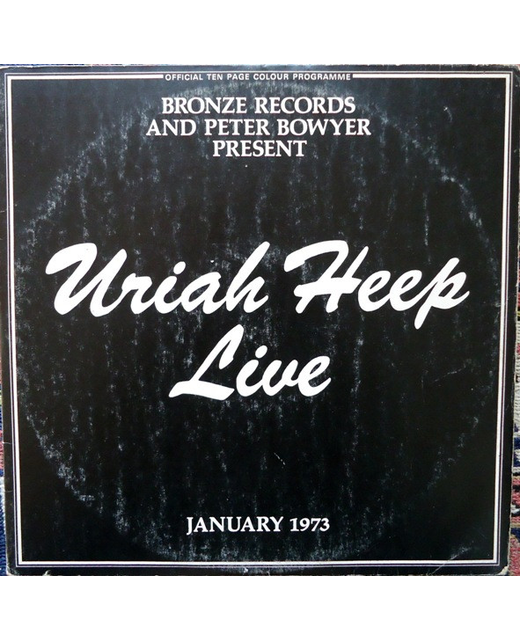 OFFICIAL TEN PAGE COLOUR PROGRAMME
BRONZE RECORDS
AND PETER BOWYER
PRESENT
Uriah Heep
Live
JANUARY 1973